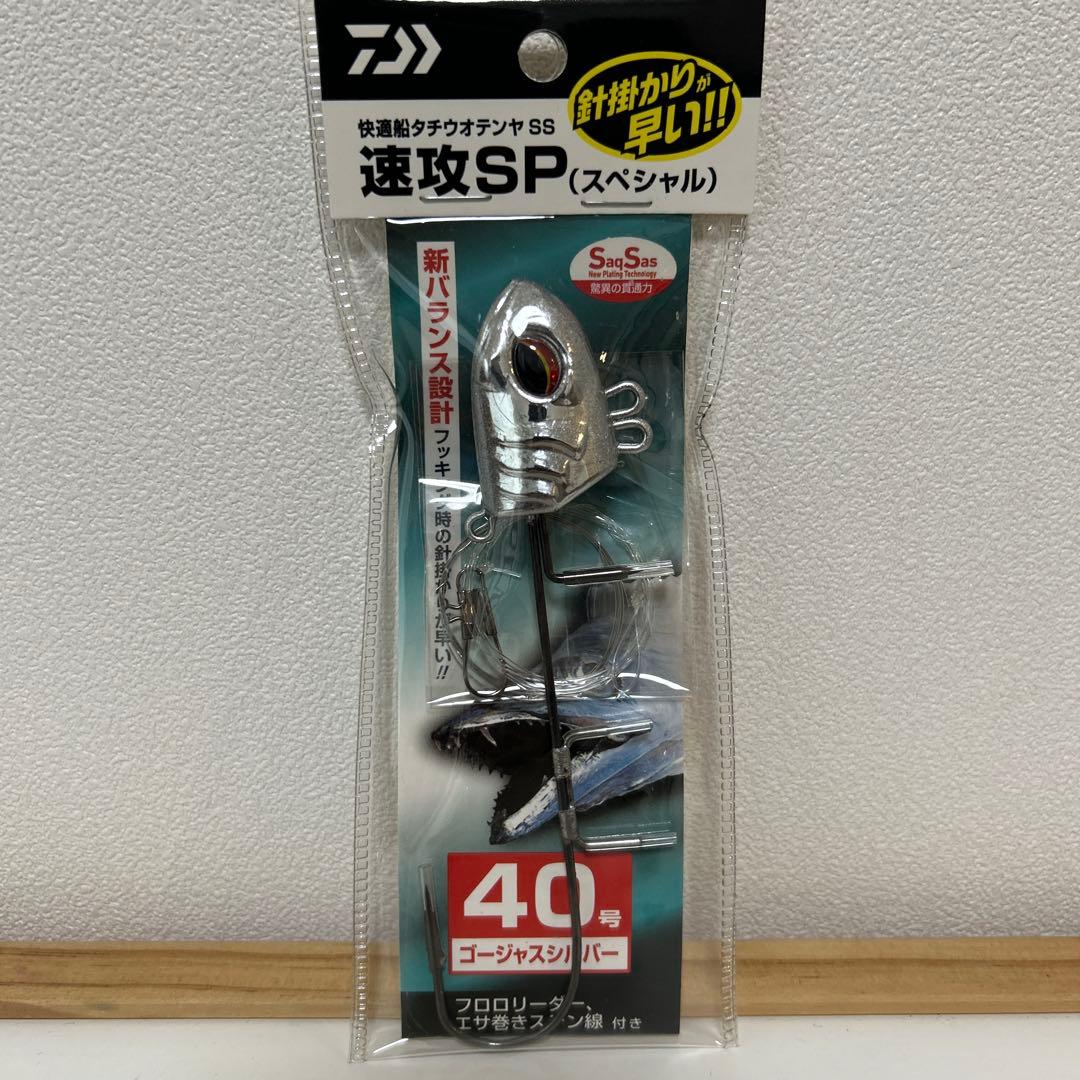 針掛かりが
早い!!
快適船タチウオテンヤ SS
速攻SP(スペシャル)
SaqSas
New Plating Technology
驚異の貫通力
新バランス設計
フッキング時の針掛かりが早い!!
40号
ゴージャスシルバー
フロロリーダー、
エサ巻きステン線 付き